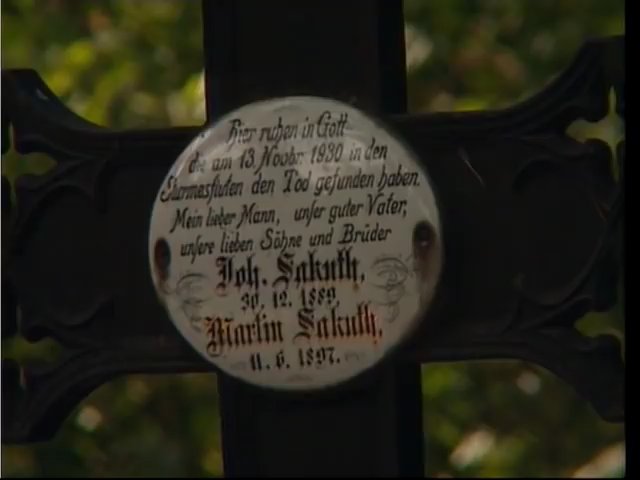 Hier ruhen in Gott
die am 13. Novbr. 1930 in den
Sturmesfluten den Tod gefunden haben.
Mein lieber Mann, unser guter Vater,
unsere lieben Söhne und Brüder
Joh. Sakuth,
30. 12. 1889.
Martin Sakuth,
11. 6. 1897.